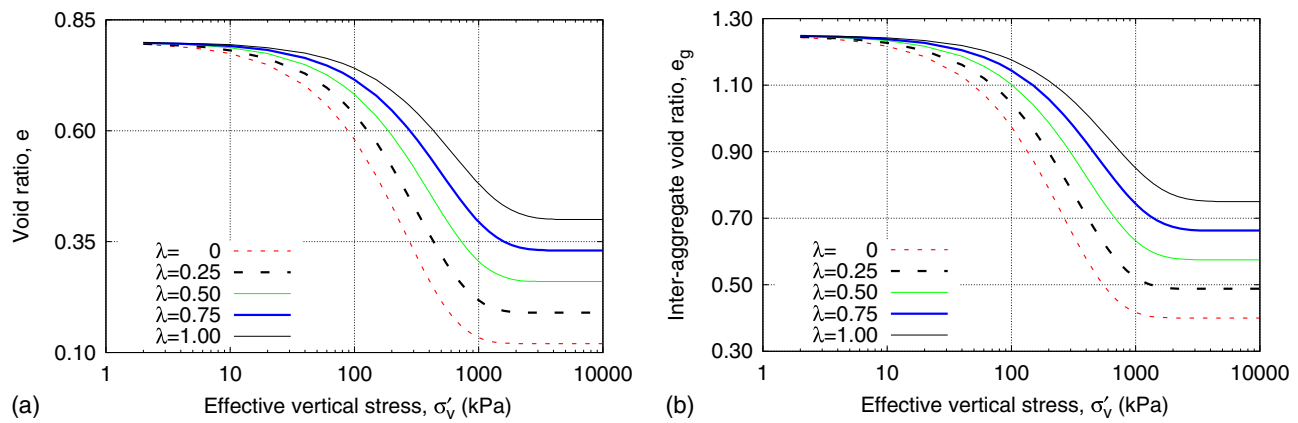 0.85
0.60
0.35
0.10
Void ratio, e
λ= 0
λ=0.25
λ=0.50
λ=0.75
λ=1.00
1 10 100 1000 10000
Effective vertical stress, σ′v (kPa)
(a)
1.30
1.10
0.90
0.70
0.50
0.30
Inter-aggregate void ratio, eg
λ= 0
λ=0.25
λ=0.50
λ=0.75
λ=1.00
1 10 100 1000 10000
Effective vertical stress, σ′v (kPa)
(b)